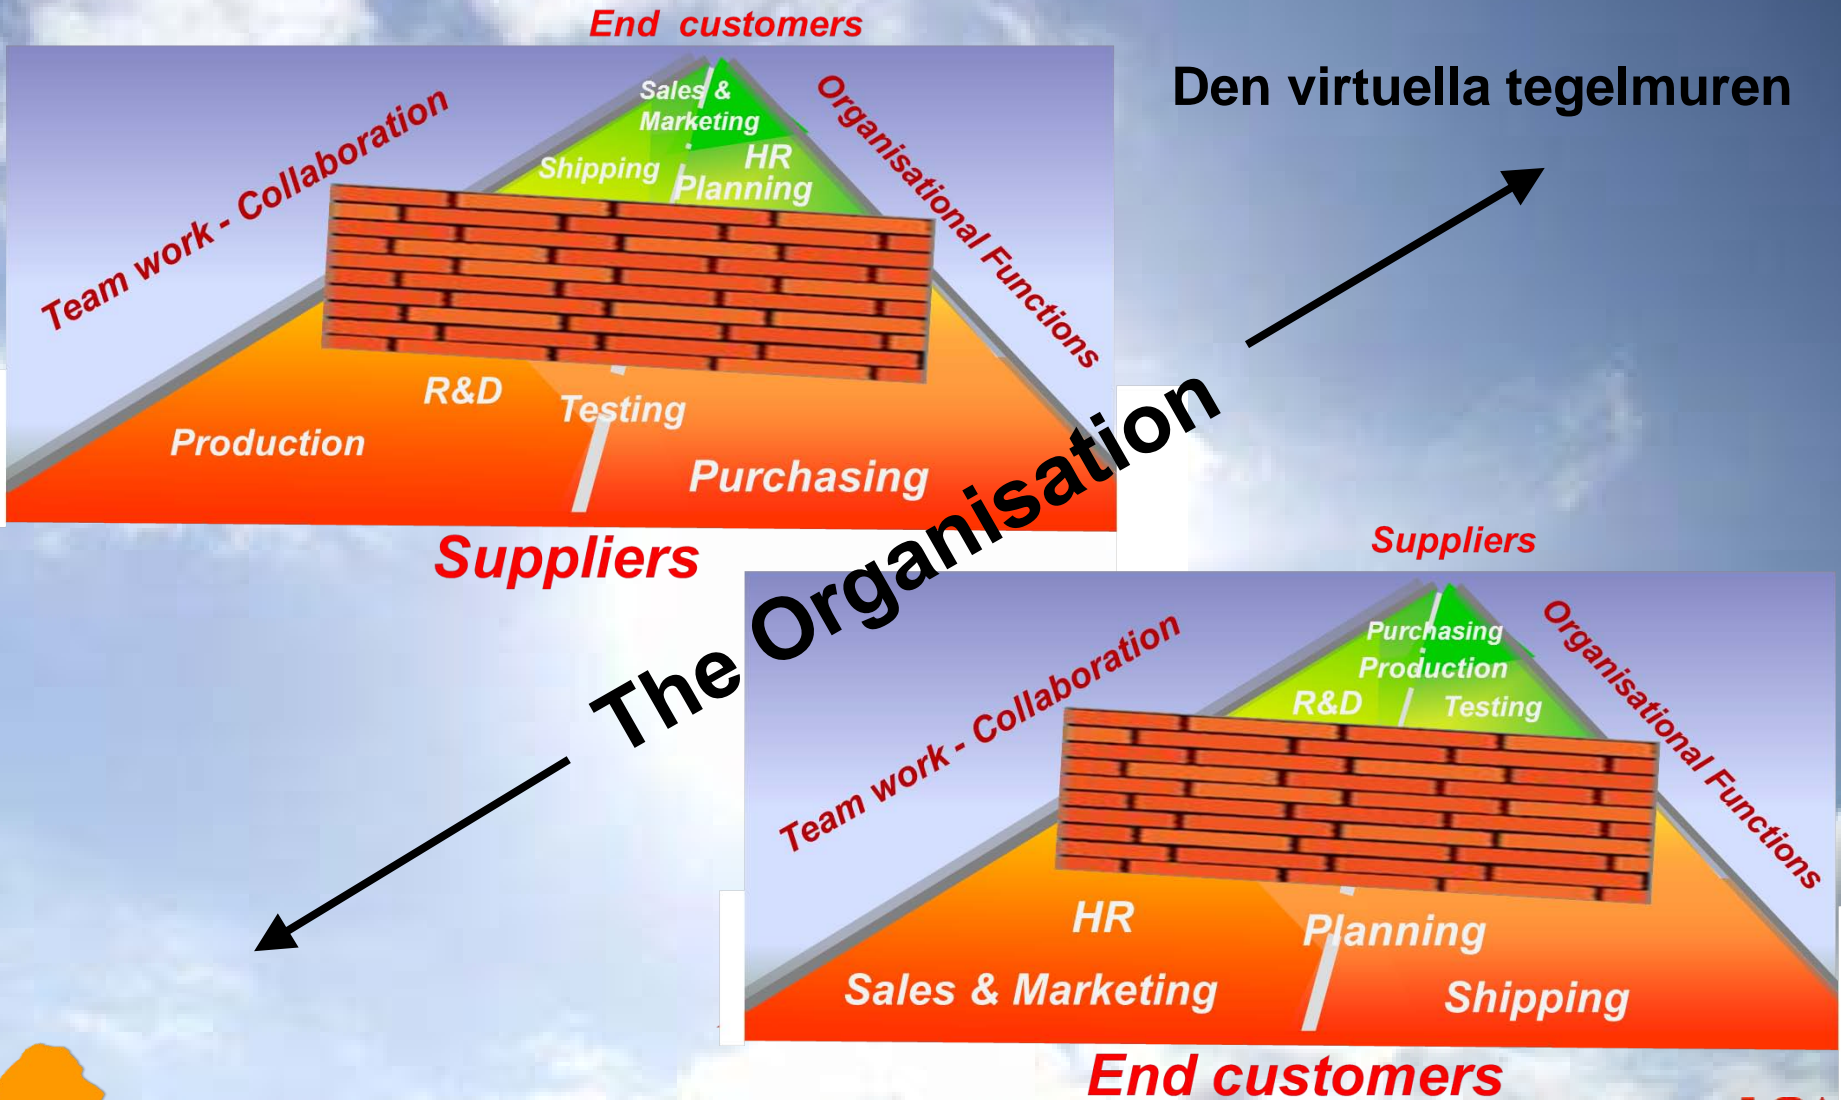 End customers
Den virtuella tegelmuren
Team work - Collaboration
Organisational Functions
Sales &
Marketing
Shipping
HR
Planning
R&D
Testing
Production
Purchasing
Suppliers
The Organisation
Suppliers
Team work - Collaboration
Organisational Functions
Purchasing
Production
R&D
Testing
HR
Planning
Sales & Marketing
Shipping
End customers